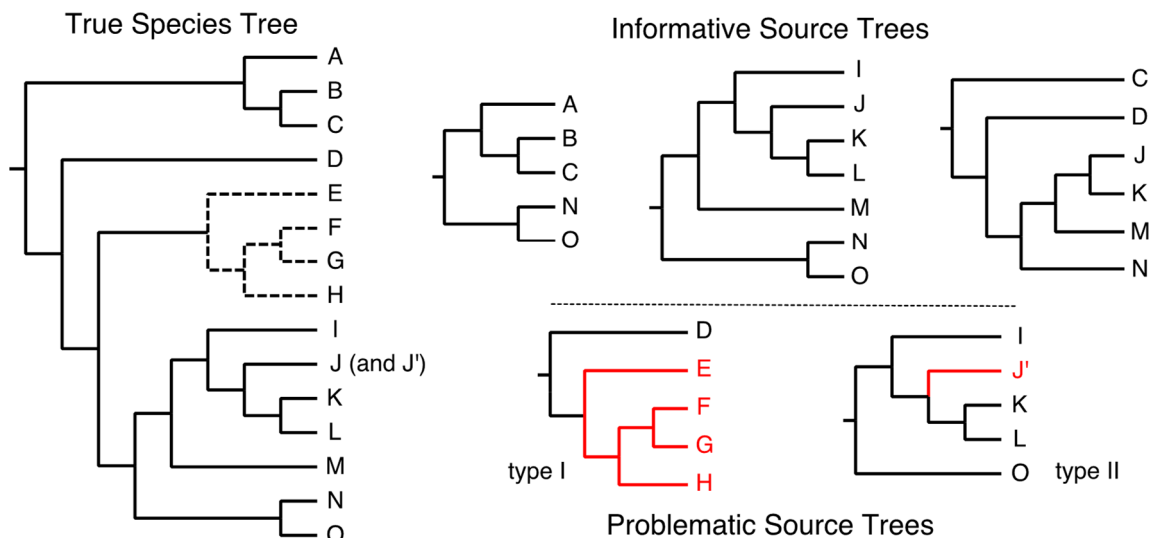 True Species Tree
A
B
C
D
E
F
G
H
I
J (and J')
K
L
M
N
O
Informative Source Trees
A
B
C
N
O
I
J
K
L
M
N
O
C
D
J
K
M
N
D
E
F
G
H
type I
I
J'
K
L
O
type II
Problematic Source Trees